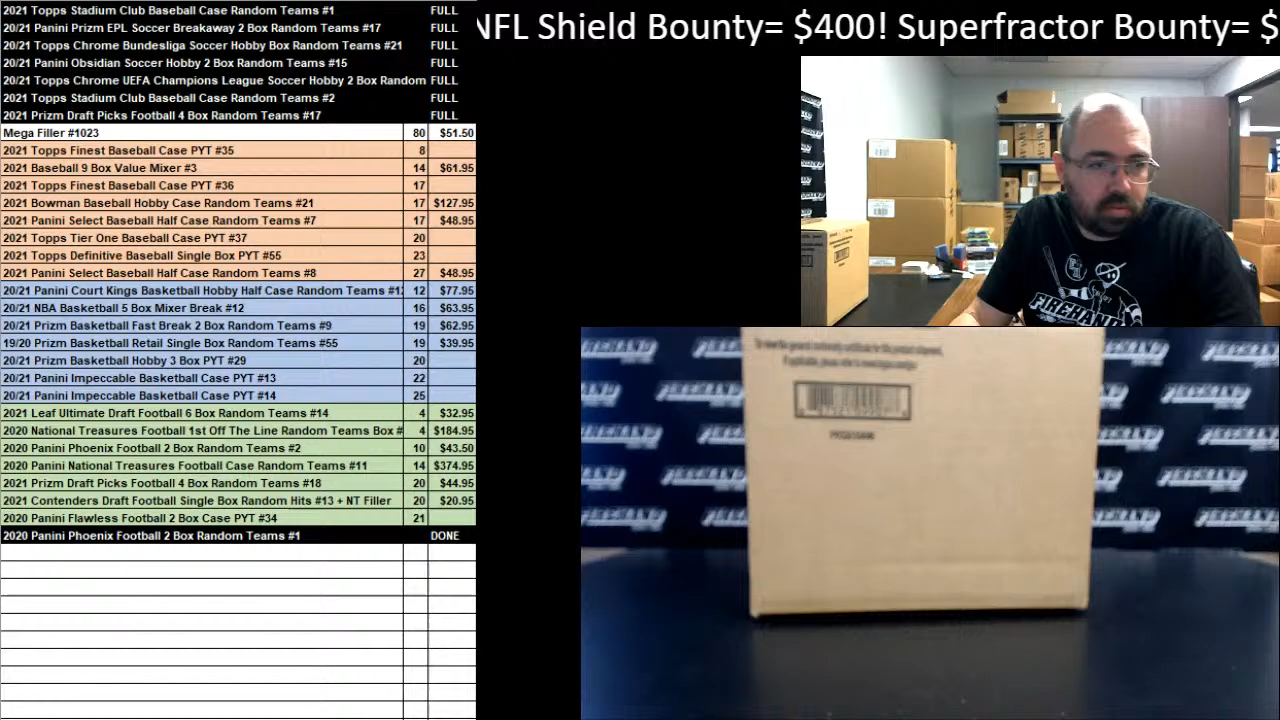 2021 Topps Stadium Club Baseball Case Random Teams #1 FULL
20/21 Panini Prizm EPL Soccer Breakaway 2 Box Random Teams #17 FULL
20/21 Topps Chrome Bundesliga Soccer Hobby Box Random Teams #21 FULL
20/21 Panini Obsidian Soccer Hobby 2 Box Random Teams #15 FULL
20/21 Topps Chrome UEFA Champions League Soccer Hobby 2 Box Random FULL
2021 Topps Stadium Club Baseball Case Random Teams #2 FULL
2021 Prizm Draft Picks Football 4 Box Random Teams #17 FULL
Mega Filler #1023 80 $51.50
2021 Topps Finest Baseball Case PYT #35 8
2021 Baseball 9 Box Value Mixer #3 14 $61.95
2021 Topps Finest Baseball Case PYT #36 17
2021 Bowman Baseball Hobby Case Random Teams #21 17 $127.95
2021 Panini Select Baseball Half Case Random Teams #7 17 $48.95
2021 Topps Tier One Baseball Case PYT #37 20
2021 Topps Definitive Baseball Single Box PYT #55 23
2021 Panini Select Baseball Half Case Random Teams #8 27 $48.95
20/21 Panini Court Kings Basketball Hobby Half Case Random Teams #1 12 $77.95
20/21 NBA Basketball 5 Box Mixer Break #12 16 $63.95
20/21 Prizm Basketball Fast Break 2 Box Random Teams #9 19 $62.95
19/20 Prizm Basketball Retail Single Box Random Teams #55 19 $39.95
20/21 Prizm Basketball Hobby 3 Box PYT #29 20
20/21 Panini Impeccable Basketball Case PYT #13 22
20/21 Panini Impeccable Basketball Case PYT #14 25
2021 Leaf Ultimate Draft Football 6 Box Random Teams #14 4 $32.95
2020 National Treasures Football 1st Off The Line Random Teams Box # 4 $184.95
2020 Panini Phoenix Football 2 Box Random Teams #2 10 $43.50
2020 Panini National Treasures Football Case Random Teams #11 14 $374.95
2021 Prizm Draft Picks Football 4 Box Random Teams #18 20 $44.95
2021 Contenders Draft Football Single Box Random Hits #13 + NT Filler 20 $20.95
2020 Panini Flawless Football 2 Box Case PYT #34 21
2020 Panini Phoenix Football 2 Box Random Teams #1 DONE
NFL Shield Bounty= $400! Superfractor Bounty= $
FIREHAND
FIREHAND